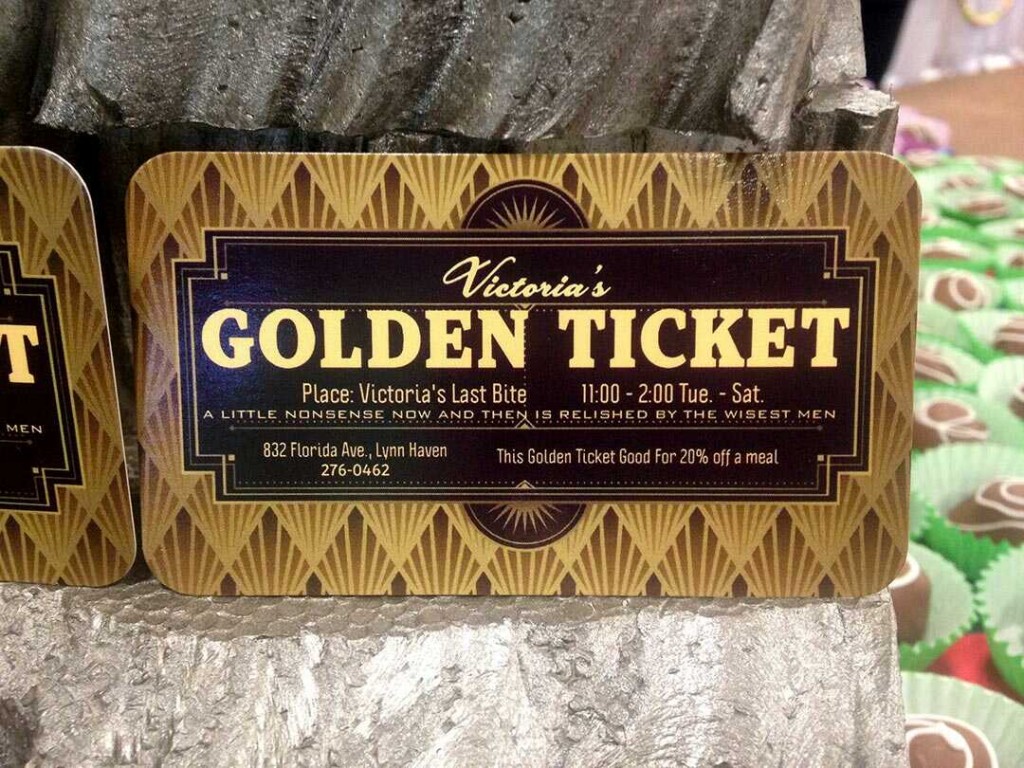 Victoria's
GOLDEN TICKET
Place: Victoria's Last Bite 11:00 - 2:00 Tue. - Sat.
A LITTLE NONSENSE NOW AND THEN IS RELISHED BY THE WISEST MEN
832 Florida Ave., Lynn Haven
276-0462
This Golden Ticket Good For 20% off a meal
T
MEN